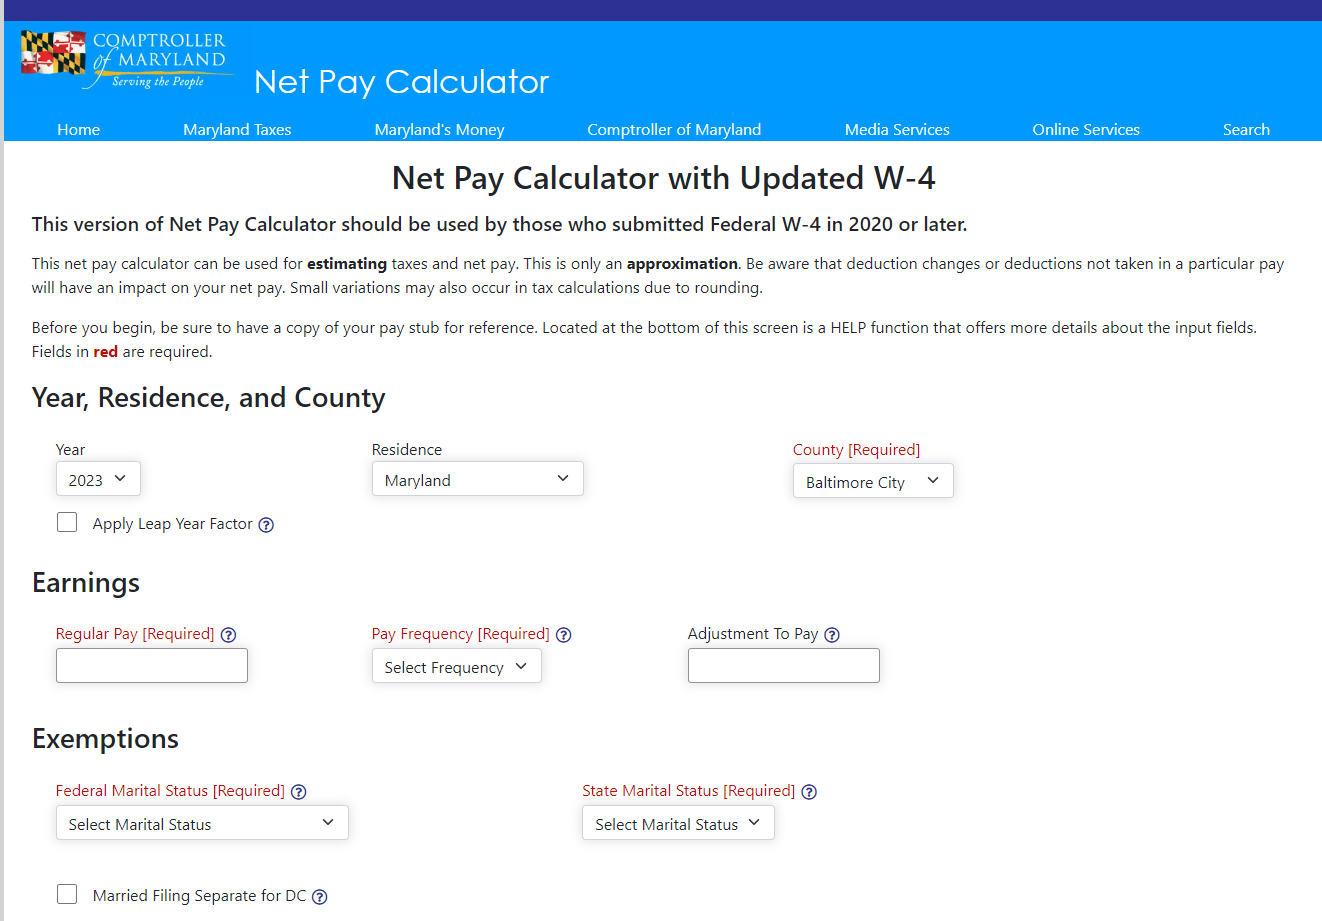 COMPTROLLER
of MARYLAND
Serving the People
Net Pay Calculator
Home Maryland Taxes Maryland's Money Comptroller of Maryland Media Services Online Services Search
Net Pay Calculator with Updated W-4
This version of Net Pay Calculator should be used by those who submitted Federal W-4 in 2020 or later.
This net pay calculator can be used for estimating taxes and net pay. This is only an approximation. Be aware that deduction changes or deductions not taken in a particular pay
will have an impact on your net pay. Small variations may also occur in tax calculations due to rounding.
Before you begin, be sure to have a copy of your pay stub for reference. Located at the bottom of this screen is a HELP function that offers more details about the input fields.
Fields in red are required.
Year, Residence, and County
Year Residence County [Required]
2023 Maryland Baltimore City
Apply Leap Year Factor ?
Earnings
Regular Pay [Required] ? Pay Frequency [Required] ? Adjustment To Pay ?
Select Frequency
Exemptions
Federal Marital Status [Required] ? State Marital Status [Required] ?
Select Marital Status Select Marital Status
Married Filing Separate for DC ?